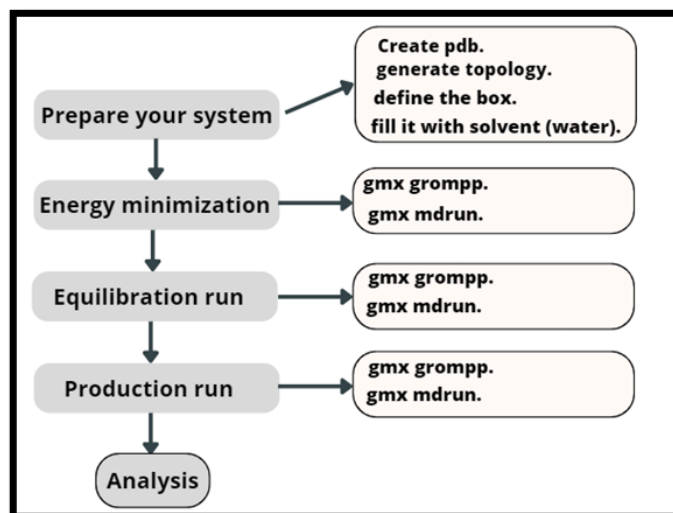 Prepare your system
Create pdb.
generate topology.
define the box.
fill it with solvent (water).
Energy minimization
gmx grompp.
gmx mdrun.
Equilibration run
gmx grompp.
gmx mdrun.
Production run
gmx grompp.
gmx mdrun.
Analysis